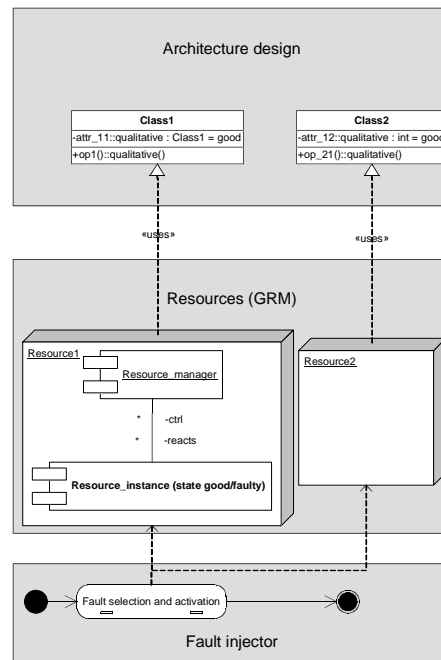 Architecture design
Class1
-attr_11::qualitative : Class1 = good
+op1()::qualitative()
Class2
-attr_12::qualitative : int = good
+op_21()::qualitative()
«uses»
«uses»
Resources (GRM)
Resource1
Resource_manager
* -ctrl
* -reacts
Resource_instance (state good/faulty)
Resource2
Fault selection and activation
Fault injector